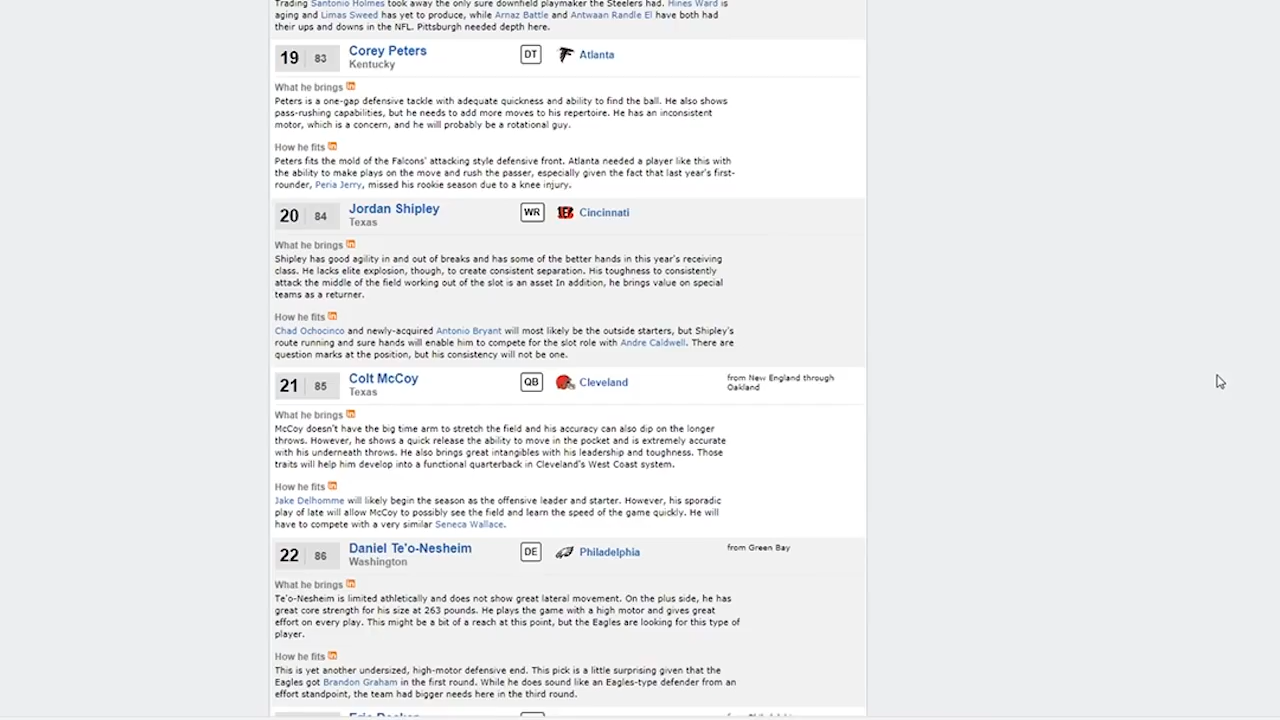 Trading Santonio Holmes took away the only sure downfield playmaker the Steelers had. Hines Ward is
aging and Limas Sweed has yet to produce, while Arnaz Battle and Antwaan Randle El have both had
their ups and downs in the NFL. Pittsburgh needed depth here.
19 83 Corey Peters DT Atlanta
Kentucky
What he brings in
Peters is a one-gap defensive tackle with adequate quickness and ability to find the ball. He also shows
pass-rushing capabilities, but he needs to add more moves to his repertoire. He has an inconsistent
motor, which is a concern, and he will probably be a rotational guy.
How he fits in
Peters fits the mold of the Falcons' attacking style defensive front. Atlanta needed a player like this with
the ability to make plays on the move and rush the passer, especially given the fact that last year's first-
rounder, Peria Jerry, missed his rookie season due to a knee injury.
20 84 Jordan Shipley WR Cincinnati
Texas
What he brings in
Shipley has good agility in and out of breaks and has some of the better hands in this year's receiving
class. He lacks elite explosion, though, to create consistent separation. His toughness to consistently
attack the middle of the field working out of the slot is an asset In addition, he brings value on special
teams as a returner.
How he fits in
Chad Ochocinco and newly-acquired Antonio Bryant will most likely be the outside starters, but Shipley's
route running and sure hands will enable him to compete for the slot role with Andre Caldwell. There are
question marks at the position, but his consistency will not be one.
21 85 Colt McCoy QB Cleveland from New England through
Oakland
Texas
What he brings in
McCoy doesn't have the big time arm to stretch the field and his accuracy can also dip on the longer
throws. However, he shows a quick release the ability to move in the pocket and is extremely accurate
with his underneath throws. He also brings great intangibles with his leadership and toughness. Those
traits will help him develop into a functional quarterback in Cleveland's West Coast system.
How he fits in
Jake Delhomme will likely begin the season as the offensive leader and starter. However, his sporadic
play of late will allow McCoy to possibly see the field and learn the speed of the game quickly. He will
have to compete with a very similar Seneca Wallace.
22 86 Daniel Te'o-Nesheim DE Philadelphia from Green Bay
Washington
What he brings in
Te'o-Nesheim is limited athletically and does not show great lateral movement. On the plus side, he has
great core strength for his size at 263 pounds. He plays the game with a high motor and gives great
effort on every play. This might be a bit of a reach at this point, but the Eagles are looking for this type of
player.
How he fits in
This is yet another undersized, high-motor defensive end. This pick is a little surprising given that the
Eagles got Brandon Graham in the first round. While he does sound like an Eagles-type defender from an
effort standpoint, the team had bigger needs here in the third round.